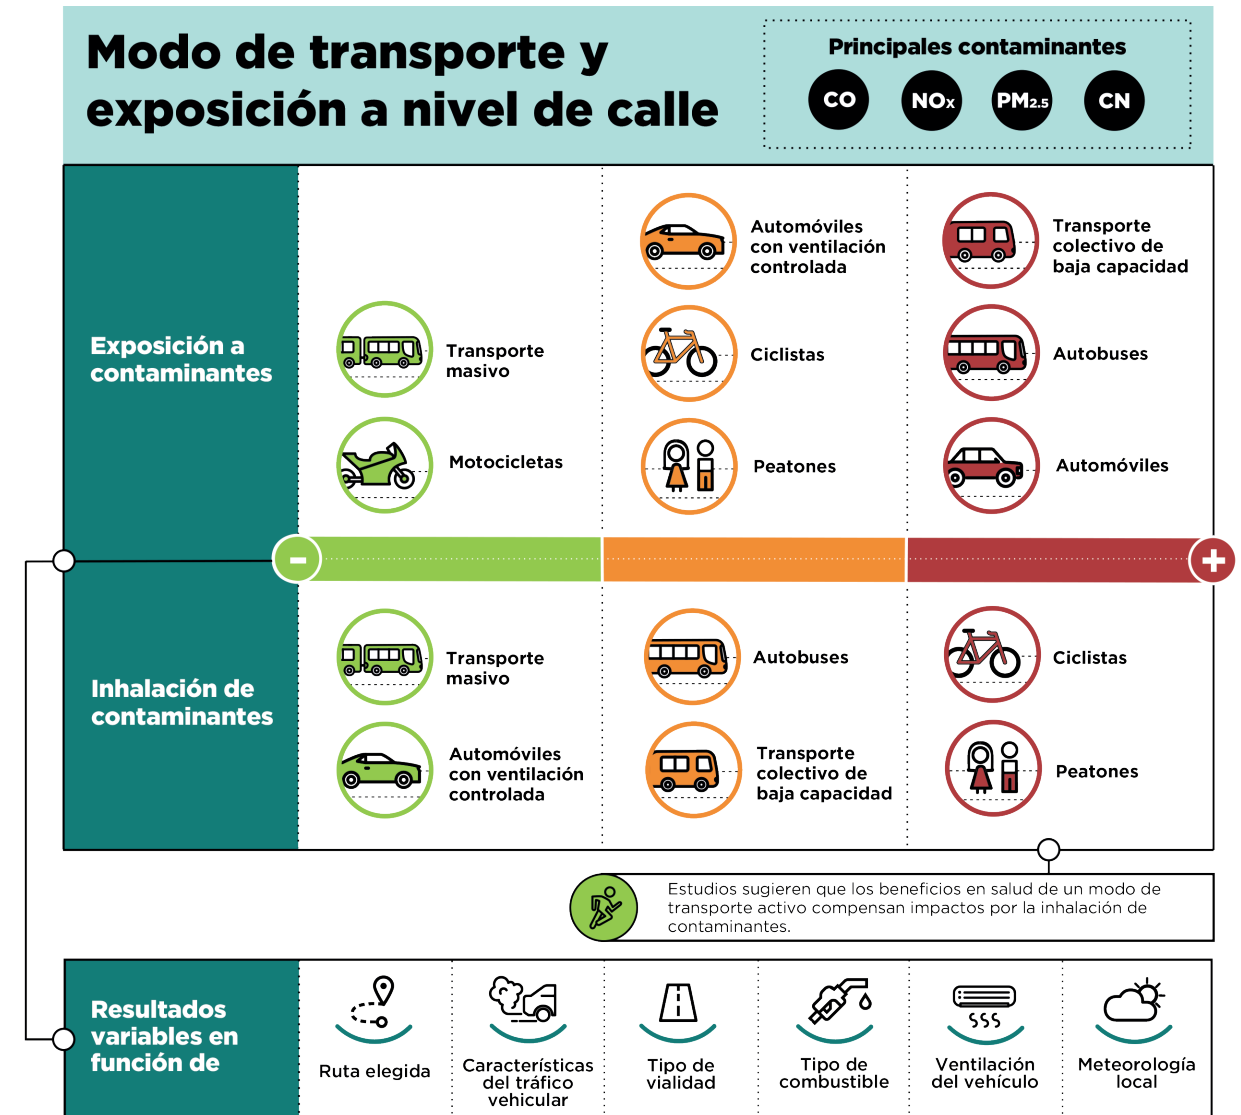 Modo de transporte y
exposición a nivel de calle
Principales contaminantes
CO
NOx
PM2.5
CN
Exposición a
contaminantes
Transporte
masivo
Motocicletas
Automóviles
con ventilación
controlada
Ciclistas
Peatones
Transporte
colectivo de
baja capacidad
Autobuses
Automóviles
-
+
Inhalación de
contaminantes
Transporte
masivo
Automóviles
con ventilación
controlada
Autobuses
Transporte
colectivo de
baja capacidad
Ciclistas
Peatones
Estudios sugieren que los beneficios en salud de un modo de
transporte activo compensan impactos por la inhalación de
contaminantes.
Resultados
variables en
función de
Ruta elegida
Características
del tráfico
vehicular
Tipo de
vialidad
Tipo de
combustible
Ventilación
del vehículo
Meteorología
local